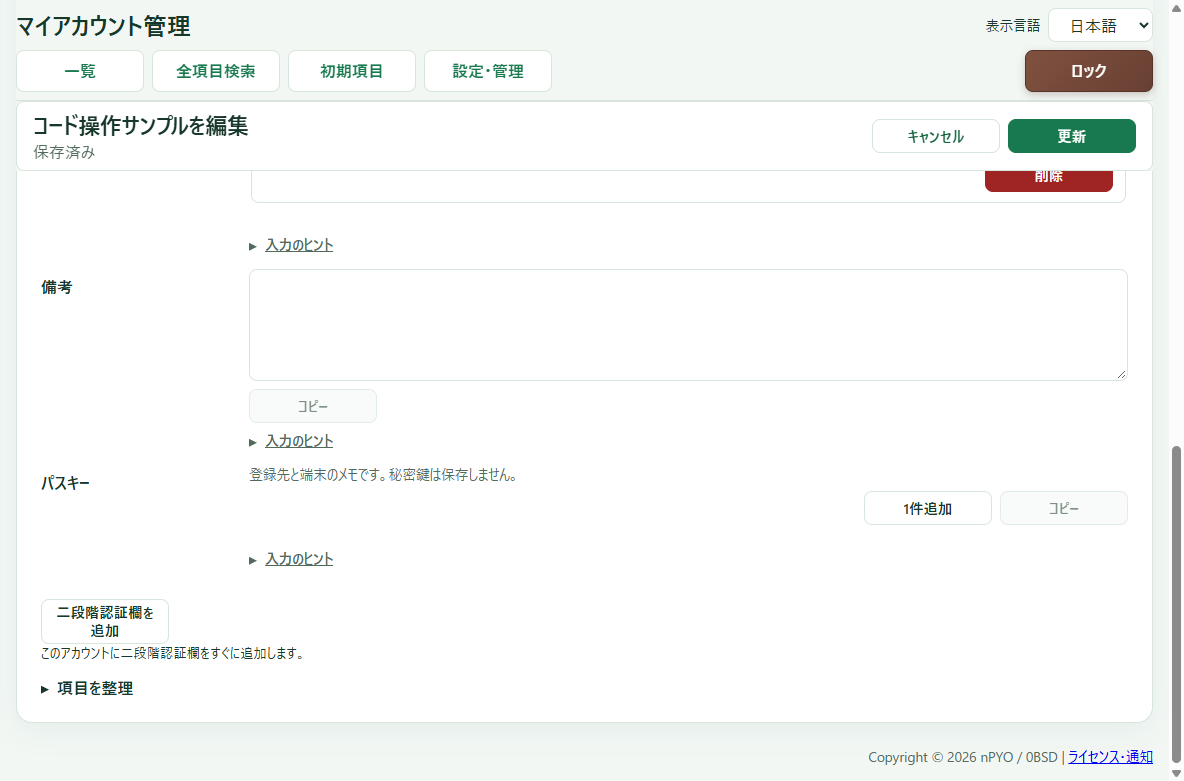 マイアカウント管理
表示言語 日本語
一覧 全項目検索 初期項目 設定・管理 ロック
コード操作サンプルを編集
保存済み
キャンセル 更新
削除
入力のヒント
備考
コピー
入力のヒント
パスキー
登録先と端末のメモです。秘密鍵は保存しません。
1件追加 コピー
入力のヒント
二段階認証欄を
追加
このアカウントに二段階認証欄をすぐに追加します。
項目を整理
Copyright © 2026 nPYO / 0BSD | ライセンス・通知